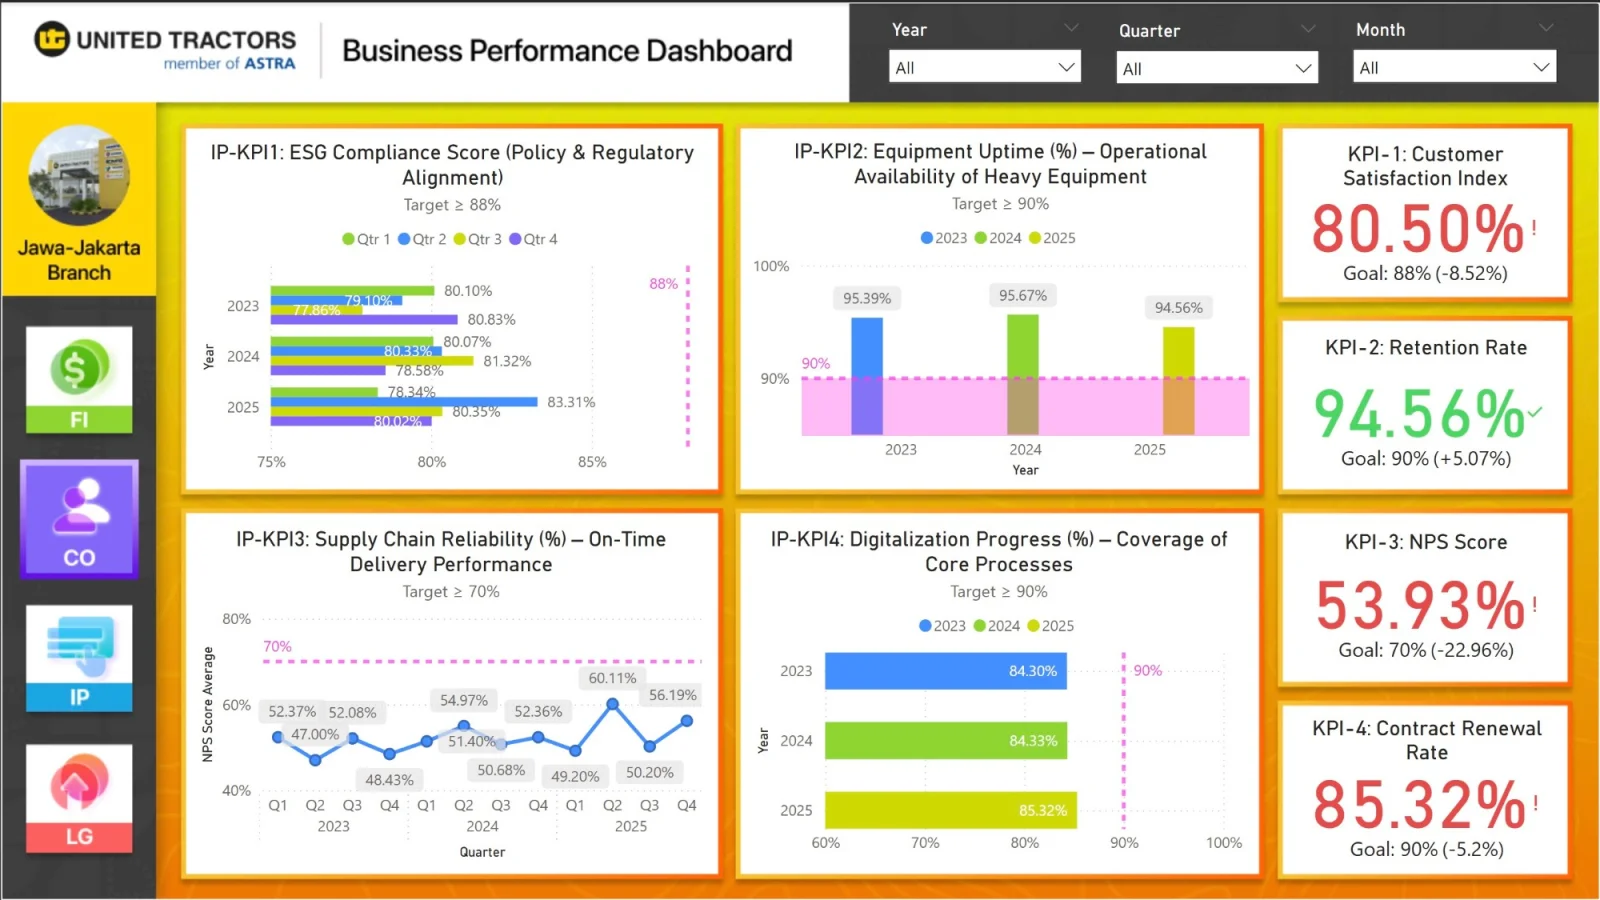 UNITED TRACTORS
member of ASTRA
Business Performance Dashboard
Year
All
Quarter
All
Month
All
Jawa-Jakarta
Branch
FI
CO
IP
LG
IP-KPI1: ESG Compliance Score (Policy & Regulatory
Alignment)
Target ≥ 88%
Qtr 1 Qtr 2 Qtr 3 Qtr 4
88%
Year
2023
80.10%
79.10%
77.86%
80.83%
2024
80.07%
80.33%
81.32%
78.58%
2025
78.34%
83.31%
80.35%
80.02%
75% 80% 85%
IP-KPI2: Equipment Uptime (%) – Operational
Availability of Heavy Equipment
Target ≥ 90%
2023 2024 2025
100%
95.39% 95.67% 94.56%
90%
90%
2023 2024 2025
Year
KPI-1: Customer
Satisfaction Index
80.50%!
Goal: 88% (-8.52%)
KPI-2: Retention Rate
94.56%
Goal: 90% (+5.07%)
IP-KPI3: Supply Chain Reliability (%) – On-Time
Delivery Performance
Target ≥ 70%
NPS Score Average
80%
70%
60%
40%
52.37% 47.00% 52.08% 48.43% 54.97% 51.40% 50.68% 52.36% 49.20% 60.11% 50.20% 56.19%
Q1 Q2 Q3 Q4 Q1 Q2 Q3 Q4 Q1 Q2 Q3 Q4
2023 2024 2025
Quarter
IP-KPI4: Digitalization Progress (%) – Coverage of
Core Processes
Target ≥ 90%
2023 2024 2025
Year
2023 84.30% 90%
2024 84.33%
2025 85.32%
60% 70% 80% 90% 100%
KPI-3: NPS Score
53.93%!
Goal: 70% (-22.96%)
KPI-4: Contract Renewal
Rate
85.32%!
Goal: 90% (-5.2%)